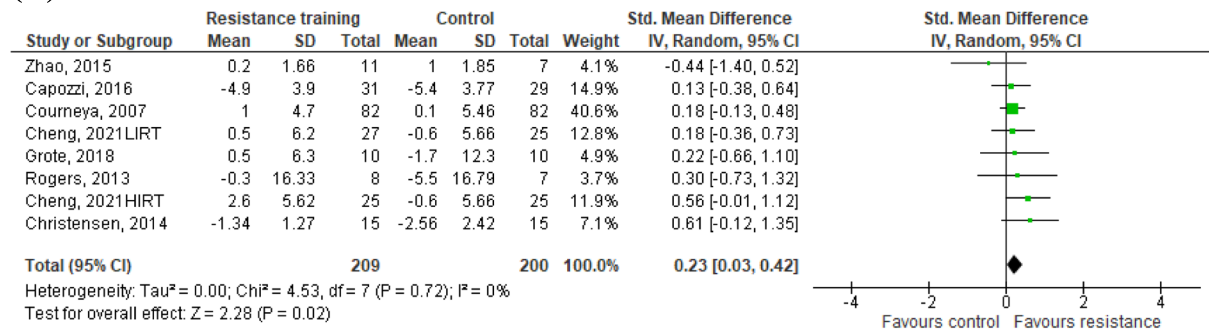 Resistance training Control Std. Mean Difference Std. Mean Difference
Study or Subgroup Mean SD Total Mean SD Total Weight IV, Random, 95% CI IV, Random, 95% CI
Zhao, 2015 0.2 1.66 11 1 1.85 7 4.1% -0.44 [-1.40, 0.52]
Capozzi, 2016 -4.9 3.9 31 -5.4 3.77 29 14.9% 0.13 [-0.38, 0.64]
Courneya, 2007 1 4.7 82 0.1 5.46 82 40.6% 0.18 [-0.13, 0.48]
Cheng, 2021LIRT 0.5 6.2 27 -0.6 5.66 25 12.8% 0.18 [-0.36, 0.73]
Grote, 2018 0.5 6.3 10 -1.7 12.3 10 4.9% 0.22 [-0.66, 1.10]
Rogers, 2013 -0.3 16.33 8 -5.5 16.79 7 3.7% 0.30 [-0.73, 1.32]
Cheng, 2021HIRT 2.6 5.62 25 -0.6 5.66 25 11.9% 0.56 [-0.01, 1.12]
Christensen, 2014 -1.34 1.27 15 -2.56 2.42 15 7.1% 0.61 [-0.12, 1.35]
Total (95% CI) 209 200 100.0% 0.23 [0.03, 0.42]
Heterogeneity: Tau² = 0.00; Chi² = 4.53, df = 7 (P = 0.72); I² = 0%
Test for overall effect: Z = 2.28 (P = 0.02)
-4 -2 0 2 4
Favours control Favours resistance